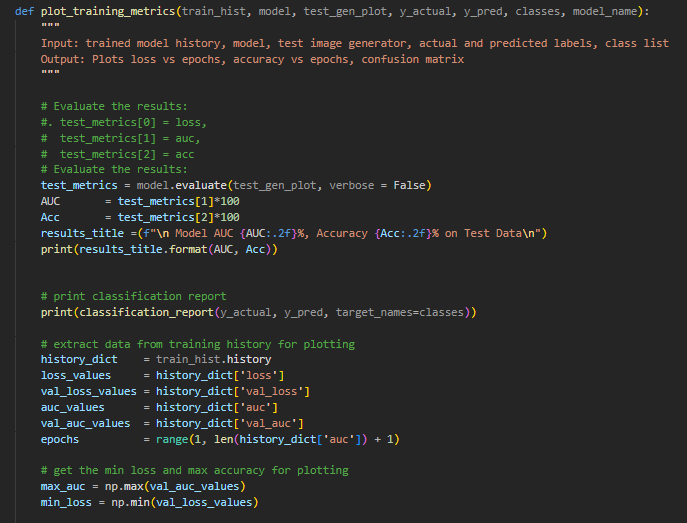 def plot_training_metrics(train_hist, model, test_gen_plot, y_actual, y_pred, classes, model_name):
    """
    Input: trained model history, model, test image generator, actual and predicted labels, class list
    Output: Plots loss vs epochs, accuracy vs epochs, confusion matrix
    """

    # Evaluate the results:
    #. test_metrics[0] = loss,
    #  test_metrics[1] = auc,
    #  test_metrics[2] = acc
    # Evaluate the results:
    test_metrics = model.evaluate(test_gen_plot, verbose = False)
    AUC       = test_metrics[1]*100
    Acc       = test_metrics[2]*100
    results_title =(f"\n Model AUC {AUC:.2f}%, Accuracy {Acc:.2f}% on Test Data\n")
    print(results_title.format(AUC, Acc))


    # print classification report
    print(classification_report(y_actual, y_pred, target_names=classes))

    # extract data from training history for plotting
    history_dict    = train_hist.history
    loss_values     = history_dict['loss']
    val_loss_values = history_dict['val_loss']
    auc_values      = history_dict['auc']
    val_auc_values  = history_dict['val_auc']
    epochs          = range(1, len(history_dict['auc']) + 1)

    # get the min loss and max accuracy for plotting
    max_auc = np.max(val_auc_values)
    min_loss = np.min(val_loss_values)